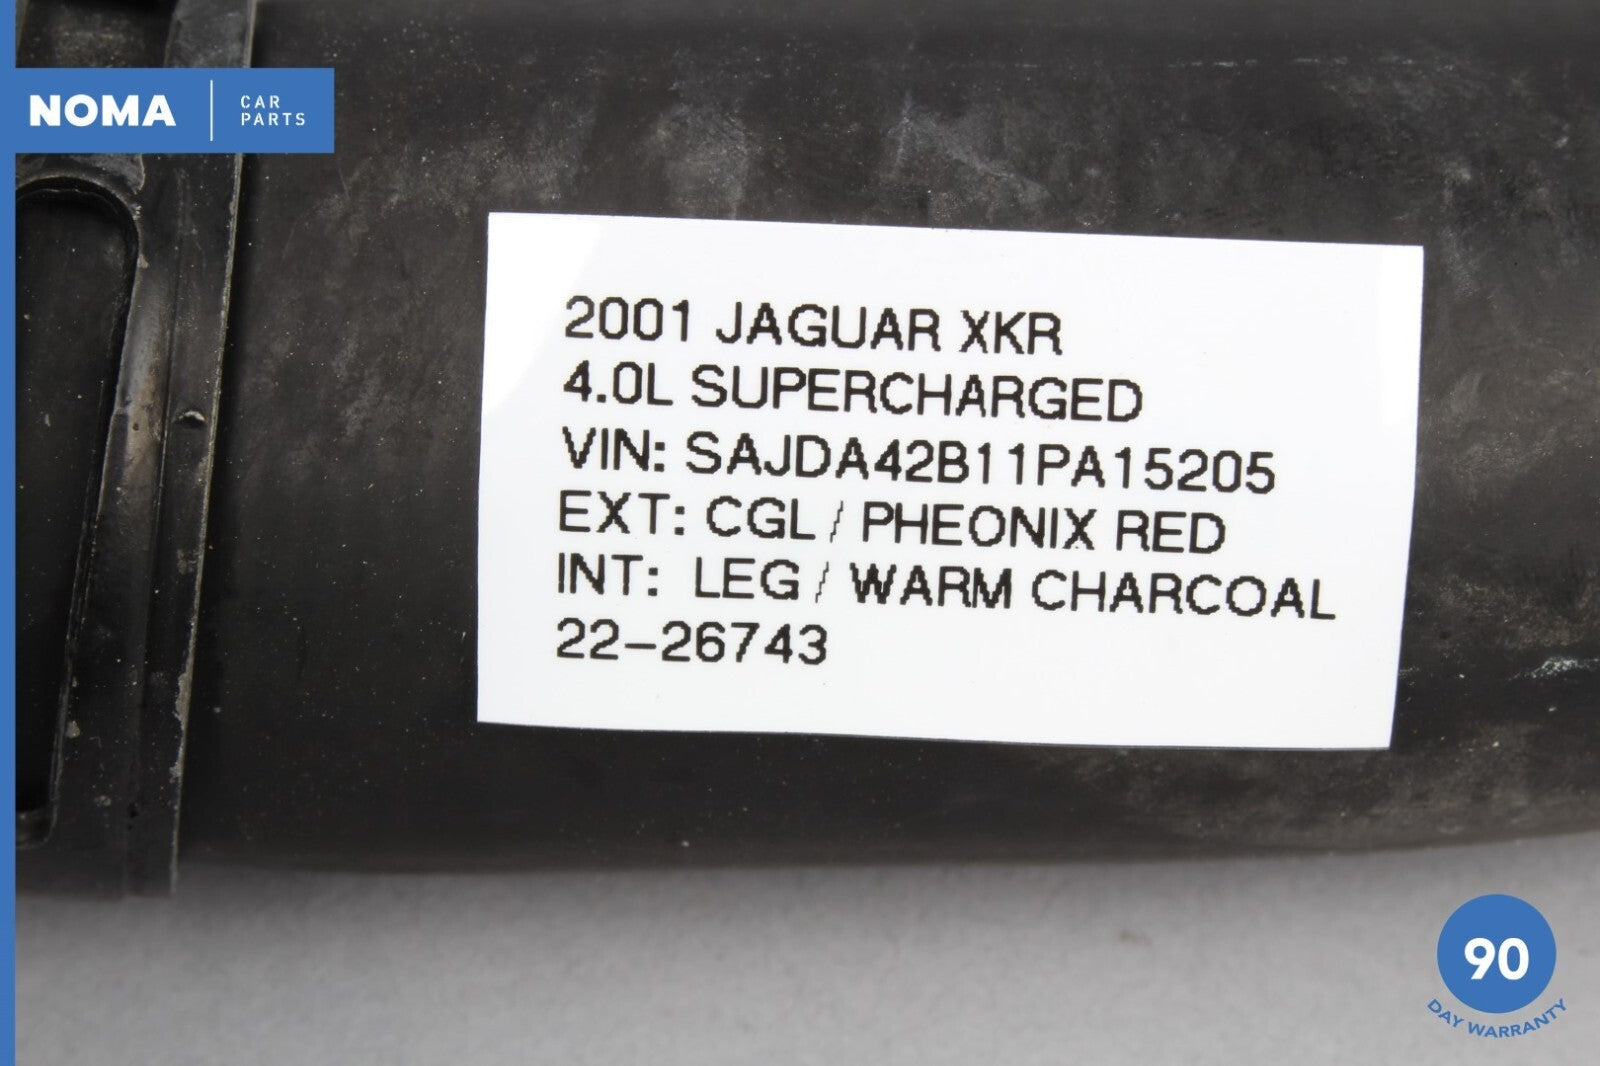 NOMA
CAR
PARTS
2001 JAGUAR XKR
4.0L SUPERCHARGED
VIN: SAJDA42B11PA15205
EXT: CGL / PHEONIX RED
INT: LEG / WARM CHARCOAL
22-26743
90
DAY WARRANTY